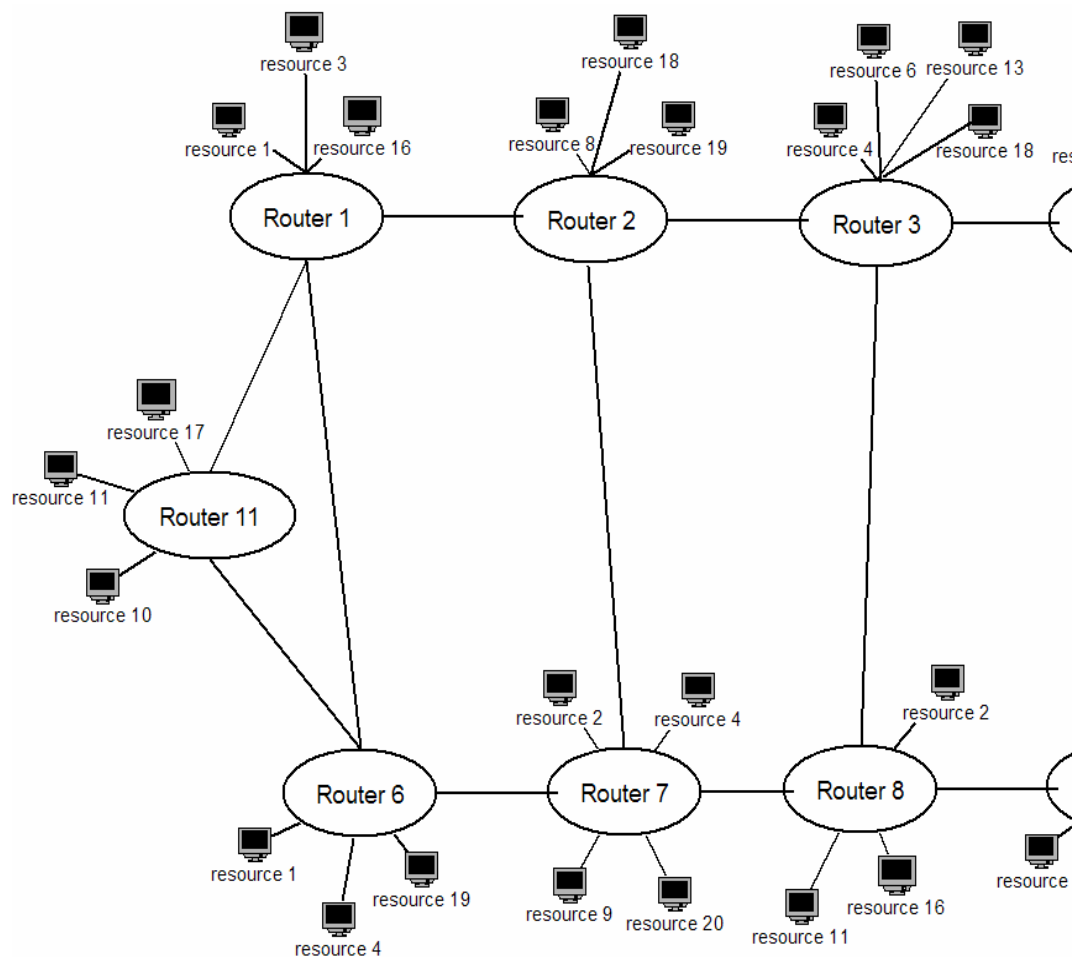 resource 3
resource 18
resource 6
resource 13
resource 1
resource 16
resource 8
resource 19
resource 4
resource 18
Router 1
Router 2
Router 3
resource 17
resource 11
Router 11
resource 10
resource 2
resource 4
resource 2
Router 6
Router 7
Router 8
resource 1
resource 19
resource 4
resource 9
resource 20
resource 11
resource 16
resource